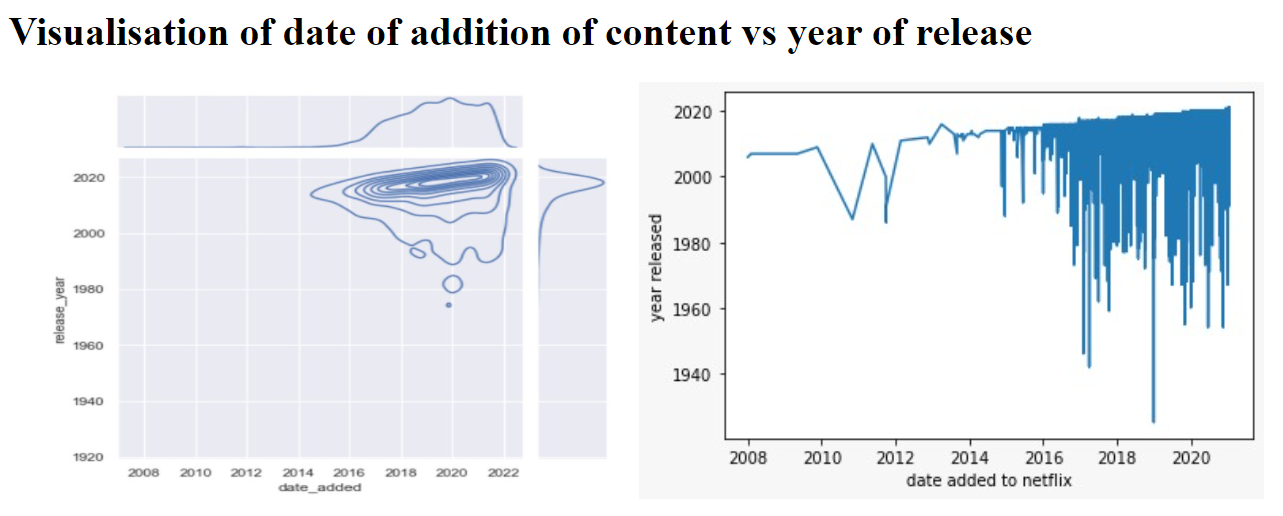 Visualisation of date of addition of content vs year of release
2020
2000
1980
1960
1940
1920
release_year
2008 2010 2012 2014 2016 2018 2020 2022
date_added
2020
2000
1980
1960
1940
year released
2008 2010 2012 2014 2016 2018 2020
date added to netflix